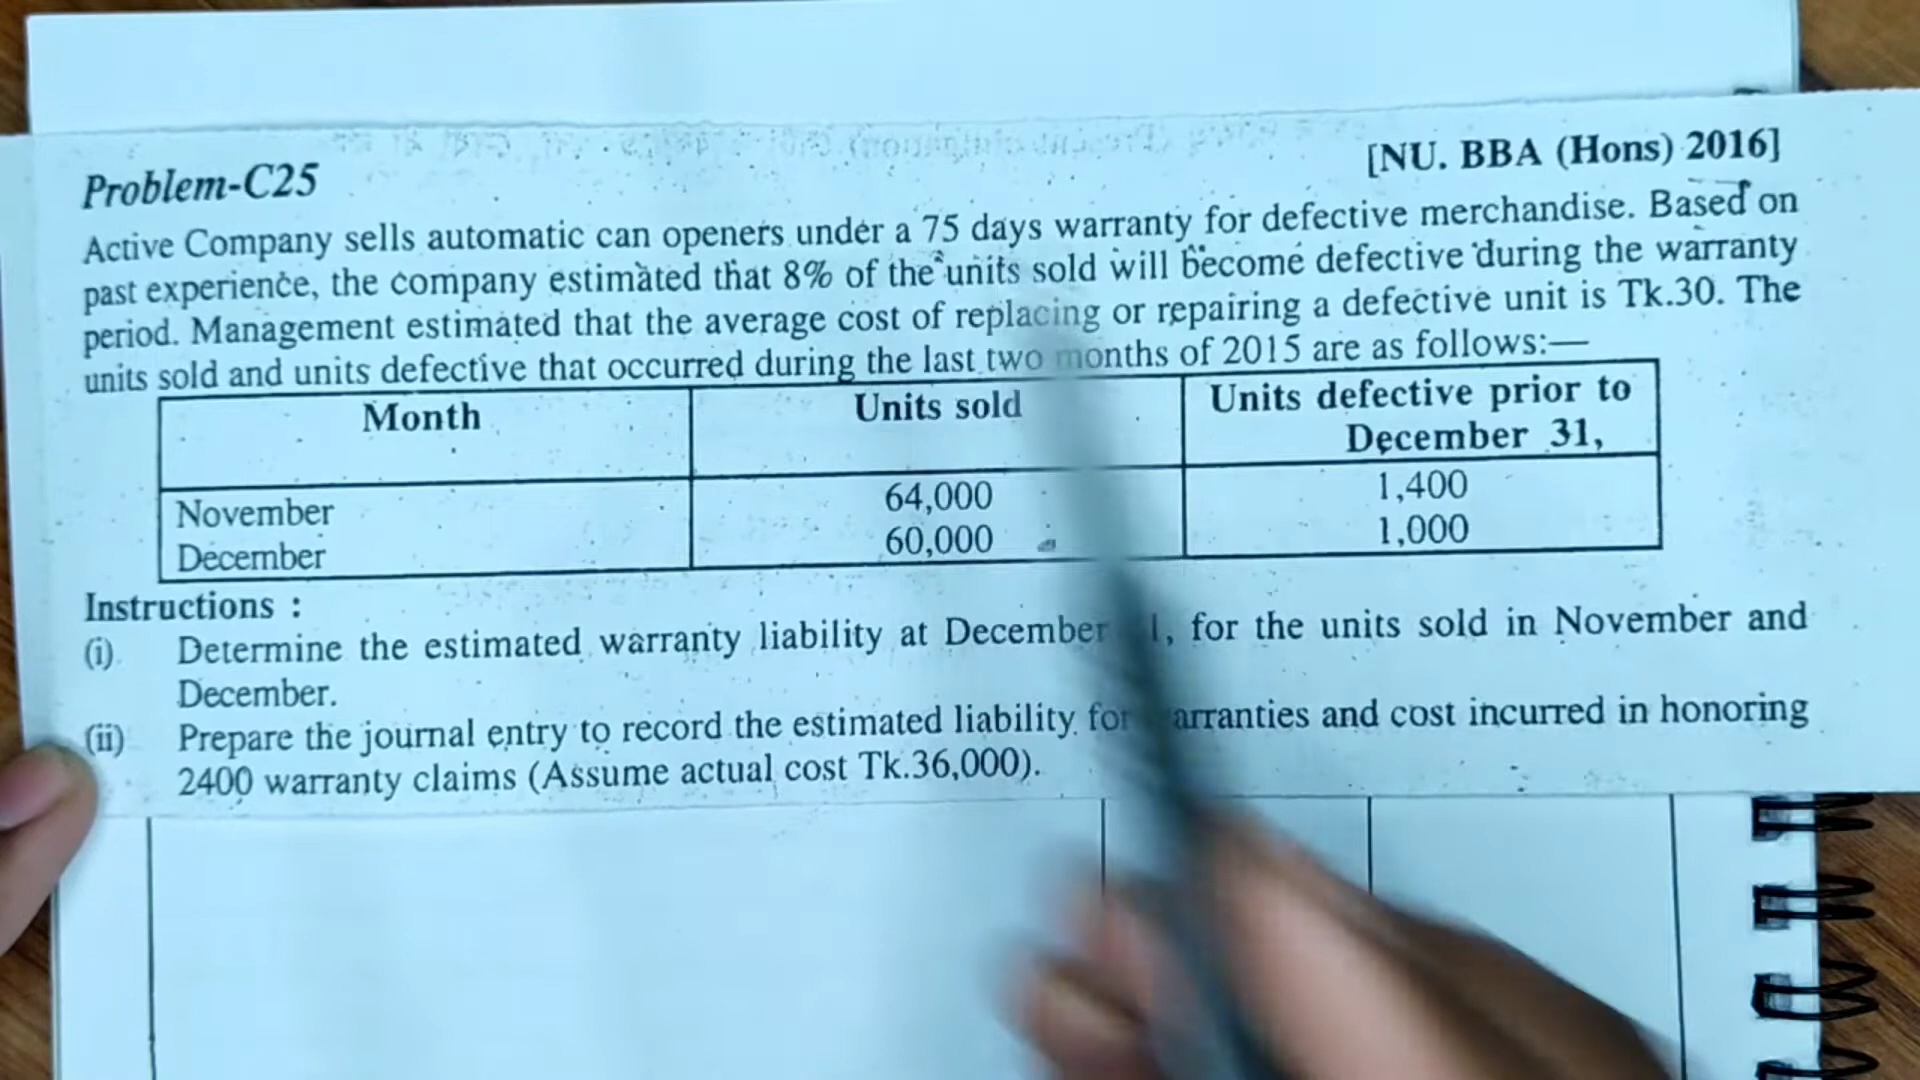 [NU. BBA (Hons) 2016]
Problem-C25
Active Company sells automatic can openers under a 75 days warranty for defective merchandise. Based on
past experience, the company estimated that 8% of the units sold will become defective during the warranty
period. Management estimated that the average cost of replacing or repairing a defective unit is Tk.30. The
units sold and units defective that occurred during the last two months of 2015 are as follows:—
Month Units sold Units defective prior to
December 31,
November 64,000 1,400
December 60,000 1,000
Instructions :
(i) Determine the estimated warranty liability at December 1, for the units sold in November and
December.
(ii) Prepare the journal entry to record the estimated liability for arranties and cost incurred in honoring
2400 warranty claims (Assume actual cost Tk.36,000).